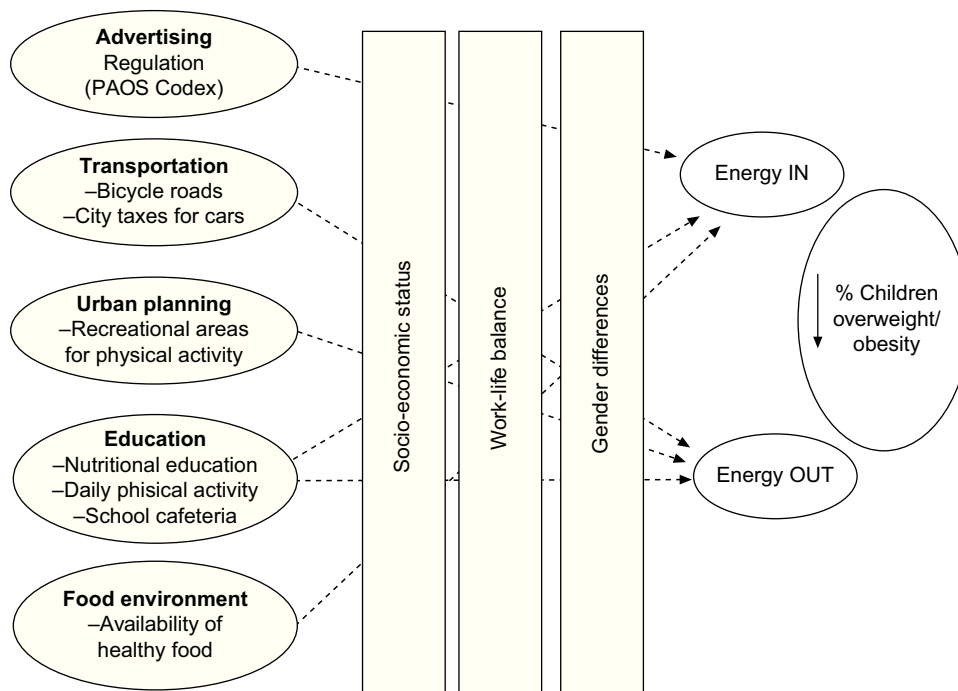 Advertising
Regulation
(PAOS Codex)
Transportation
–Bicycle roads
–City taxes for cars
Urban planning
–Recreational areas
for physical activity
Education
–Nutritional education
–Daily phisical activity
–School cafeteria
Food environment
–Availability of
healthy food
Socio-economic status
Work-life balance
Gender differences
Energy IN
% Children
overweight/
obesity
Energy OUT